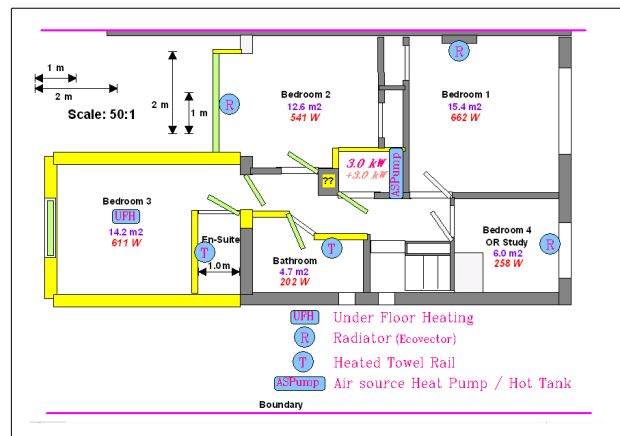 1 m
2 m
Scale: 50:1
2 m
1 m
R
Bedroom 2
12.6 m2
541 W
R
Bedroom 1
15.4 m2
662 W
3.0 kW
+3.0 kW
ASPump
??
Bedroom 3
UFH
14.2 m2
611 W
En-Suite
T
1.0m
T
Bathroom
4.7 m2
202 W
Bedroom 4
OR Study
6.0 m2
258 W
R
UFH Under Floor Heating
R Radiator (Ecovector)
T Heated Towel Rail
ASPump Air source Heat Pump / Hot Tank
Boundary